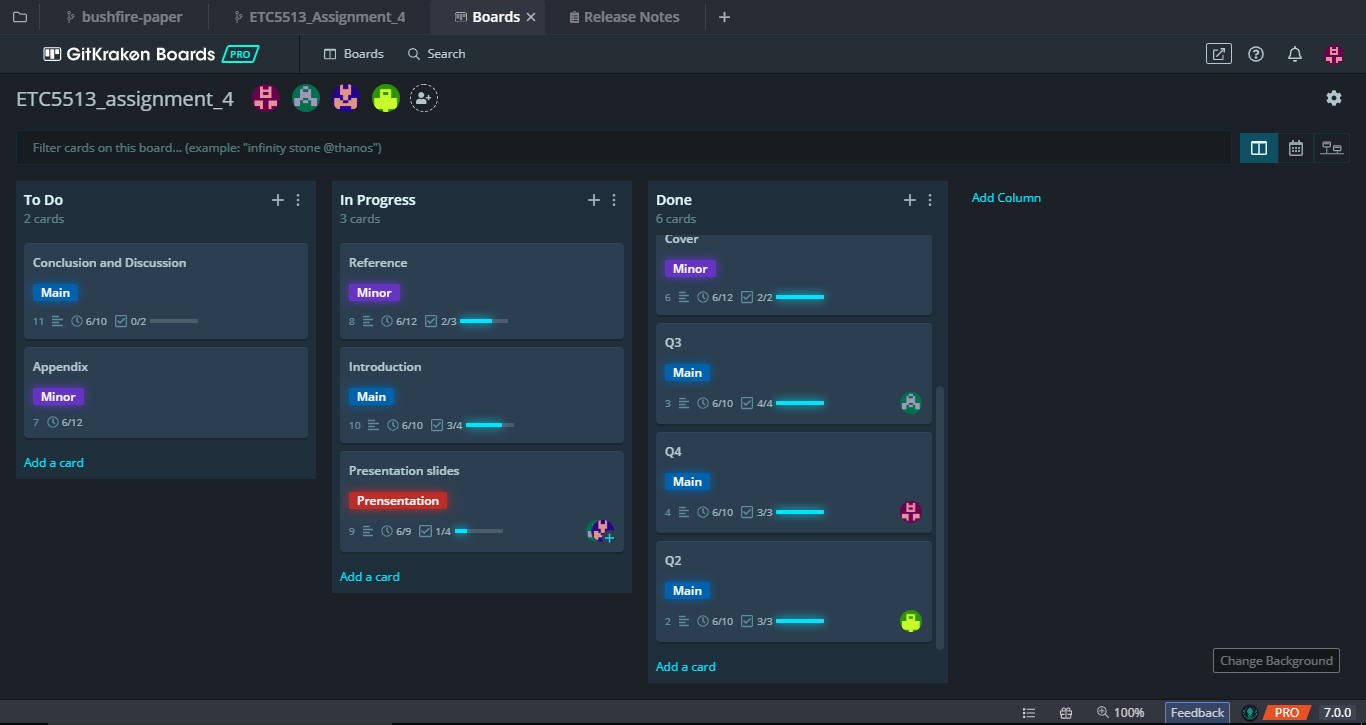 bushfire-paper
ETC5513_Assignment_4
Boards
Release Notes
GitKraken Boards PRO
Boards
Search
ETC5513_assignment_4
Filter cards on this board... (example: "infinity stone @thanos")
To Do
2 cards
Conclusion and Discussion
Main
11 6/10 0/2
Appendix
Minor
7 6/12
Add a card
In Progress
3 cards
Reference
Minor
8 6/12 2/3
Introduction
Main
10 6/10 3/4
Presentation slides
Prensentation
9 6/9 1/4
Add a card
Done
6 cards
Cover
Minor
6 6/12 2/2
Q3
Main
3 6/10 4/4
Q4
Main
4 6/10 3/3
Q2
Main
2 6/10 3/3
Add a card
Add Column
Change Background
100%
Feedback
PRO
7.0.0